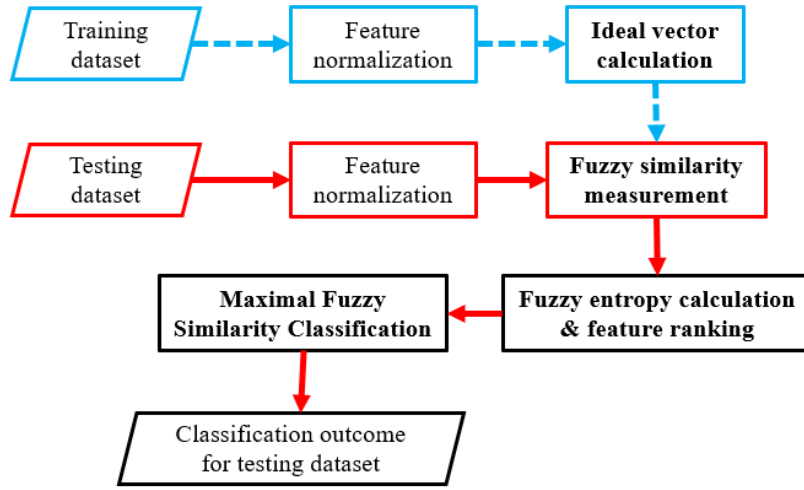 Training
dataset
Feature
normalization
Ideal vector
calculation
Testing
dataset
Feature
normalization
Fuzzy similarity
measurement
Maximal Fuzzy
Similarity Classification
Fuzzy entropy calculation
& feature ranking
Classification outcome
for testing dataset